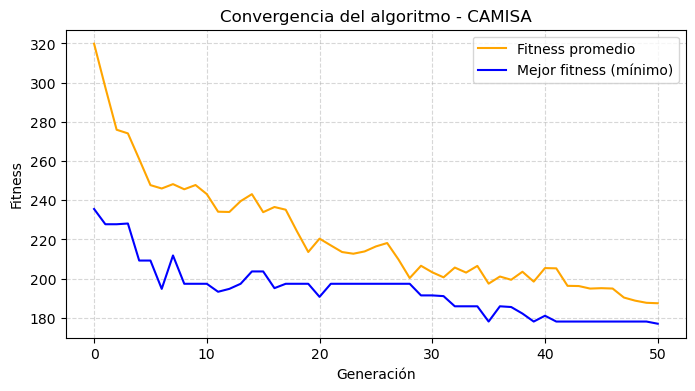 Convergencia del algoritmo - CAMISA
Fitness promedio
Mejor fitness (mínimo)
Fitness
320
300
280
260
240
220
200
180
0
10
20
30
40
50
Generación